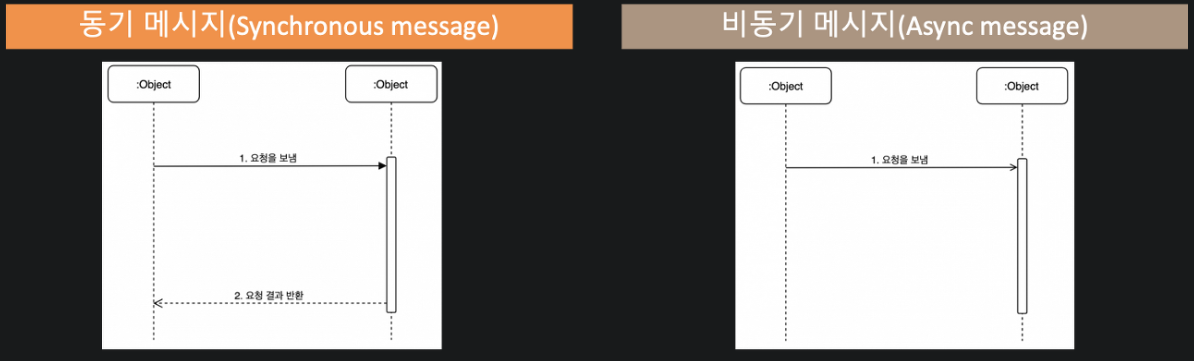 동기 메시지(Synchronous message)
:Object
:Object
1. 요청을 보냄
2. 요청 결과 반환
비동기 메시지(Async message)
:Object
:Object
1. 요청을 보냄